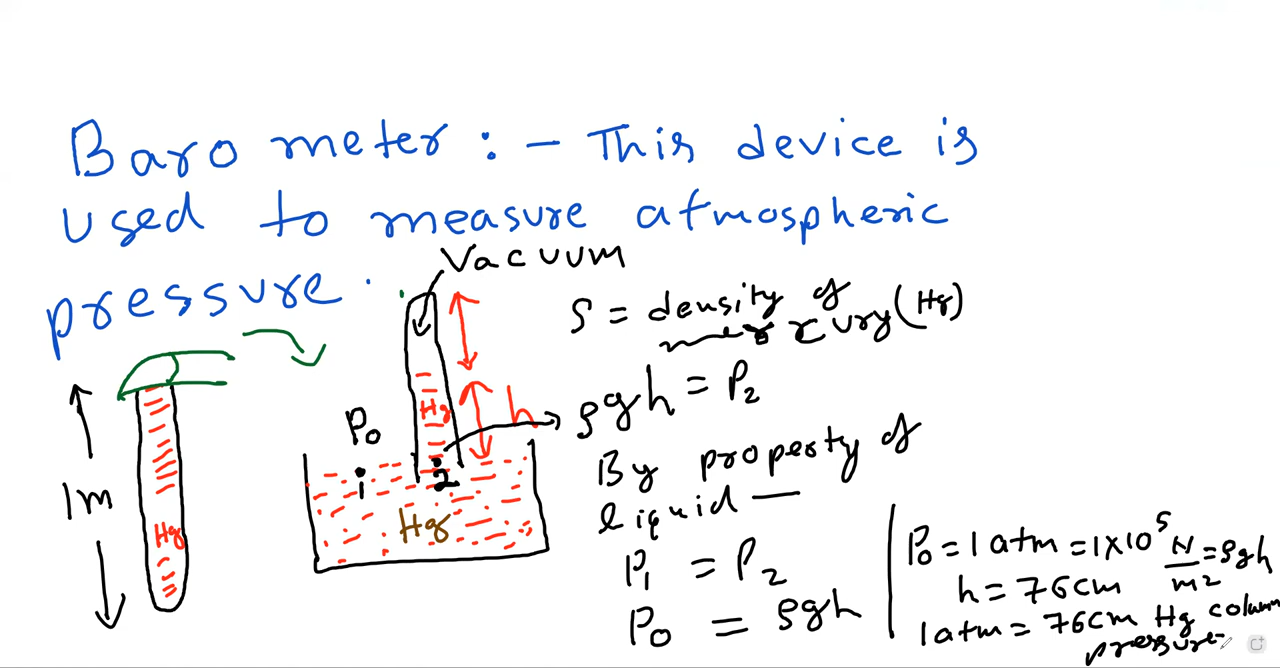 Barometer :- This device is
used to measure atmospheric
pressure.
Vacuum
ρ = density of
mercury (Hg)
1m
Hg
P₀
Hg
h
1
2
Hg
ρgh = P₂
By property of
liquid —
P₁ = P₂
P₀ = ρgh
P₀ = 1 atm = 1×10⁵ N/m2 = ρgh
h = 76cm
1 atm = 76cm Hg column
pressure